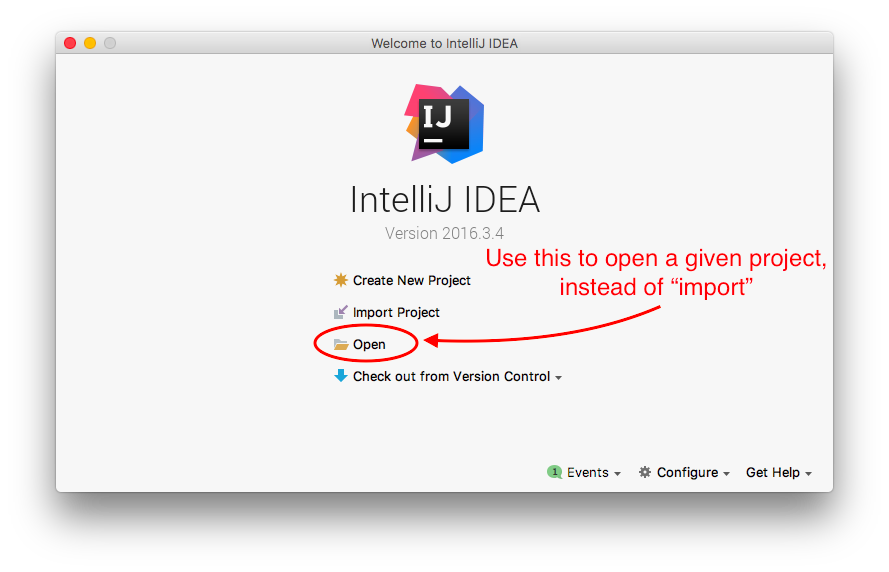 Welcome to IntelliJ IDEA
IJ
IntelliJ IDEA
Version 2016.3.4
Use this to open a given project,
instead of “import”
Create New Project
Import Project
Open
Check out from Version Control
1 Events
Configure
Get Help